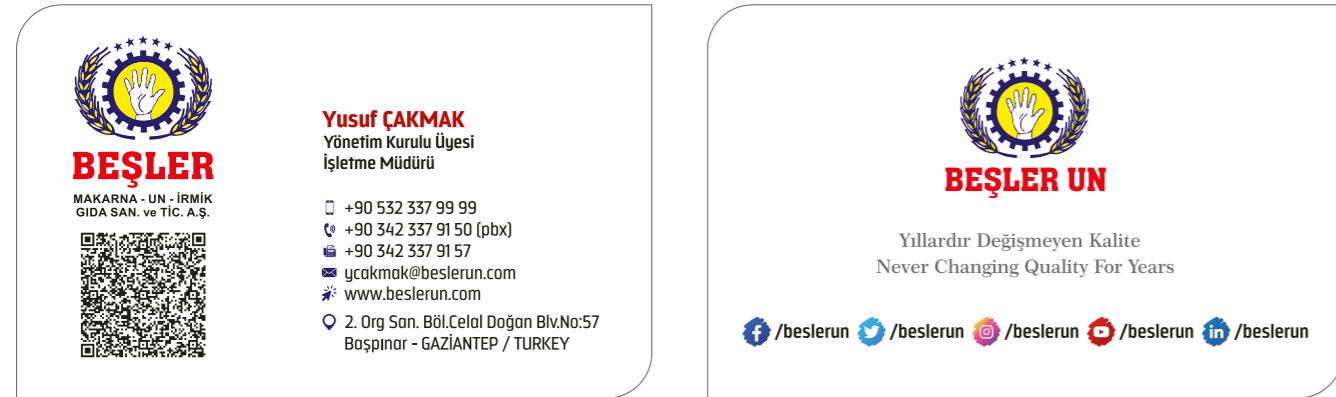 BEŞLER
MAKARNA - UN - İRMİK
GIDA SAN. ve TİC. A.Ş.
Yusuf ÇAKMAK
Yönetim Kurulu Üyesi
İşletme Müdürü
+90 532 337 99 99
+90 342 337 91 50 (pbx)
+90 342 337 91 57
ycakmak@beslerun.com
www.beslerun.com
2. Org San. Böl.Celal Doğan Blv.No:57
Başpınar - GAZİANTEP / TURKEY
BEŞLER UN
Yıllardır Değişmeyen Kalite
Never Changing Quality For Years
/beslerun /beslerun /beslerun /beslerun /beslerun